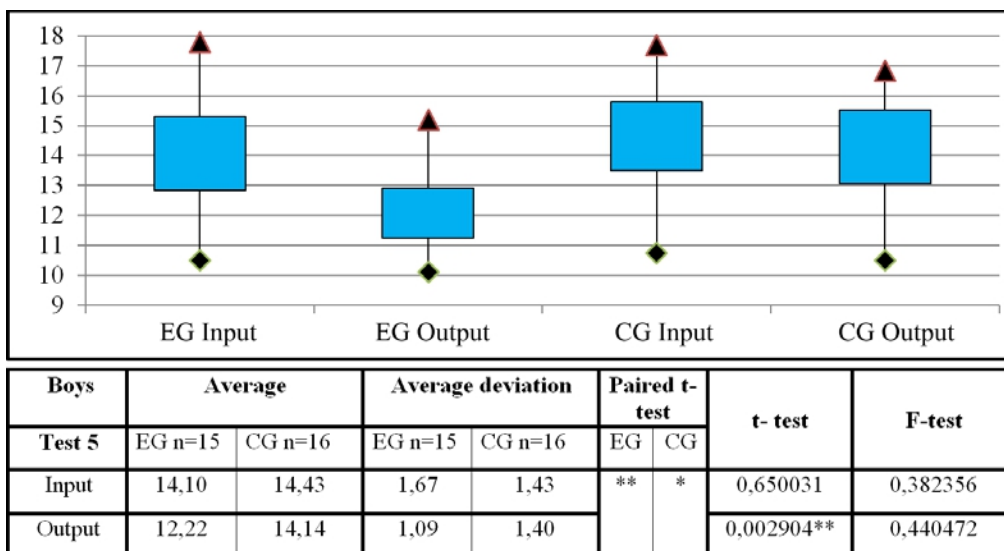 18
17
16
15
14
13
12
11
10
9
EG Input EG Output CG Input CG Output
Boys Average Average deviation Paired t-test t- test F-test
Test 5 EG n=15 CG n=16 EG n=15 CG n=16 EG CG
Input 14,10 14,43 1,67 1,43 ** * 0,650031 0,382356
Output 12,22 14,14 1,09 1,40 0,002904** 0,440472